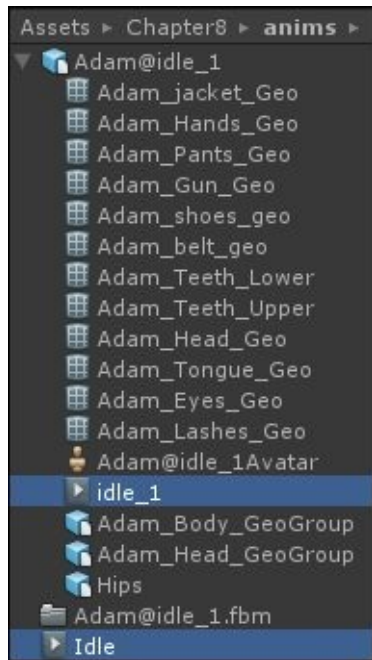 Assets ▸ Chapter8 ▸ anims ▸
Adam@idle_1
Adam_jacket_Geo
Adam_Hands_Geo
Adam_Pants_Geo
Adam_Gun_Geo
Adam_shoes_geo
Adam_belt_geo
Adam_Teeth_Lower
Adam_Teeth_Upper
Adam_Head_Geo
Adam_Tongue_Geo
Adam_Eyes_Geo
Adam_Lashes_Geo
Adam@idle_1Avatar
idle_1
Adam_Body_GeoGroup
Adam_Head_GeoGroup
Hips
Adam@idle_1.fbm
Idle